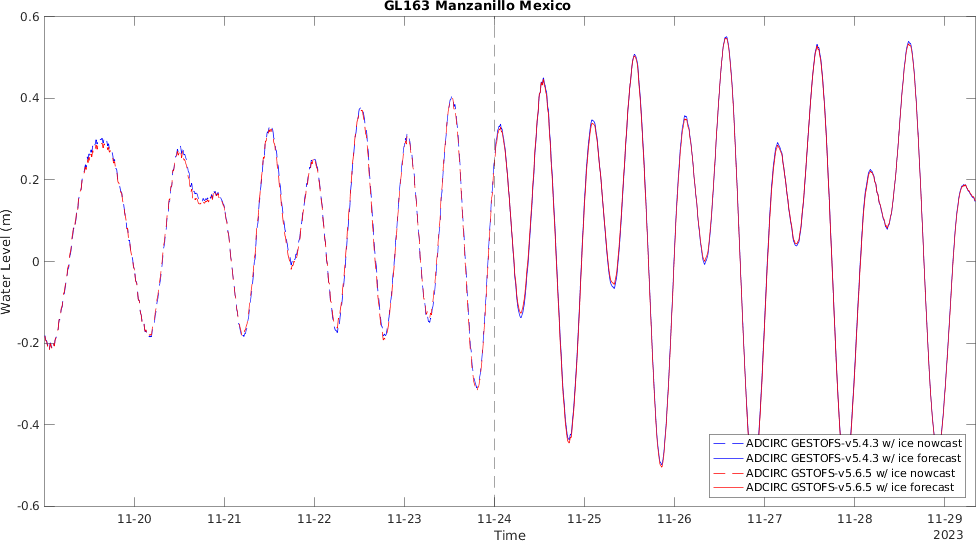 GL163 Manzanillo Mexico
0.6
0.4
0.2
0
-0.2
-0.4
-0.6
Water Level (m)
ADCIRC GESTOFS-v5.4.3 w/ ice nowcast
ADCIRC GESTOFS-v5.4.3 w/ ice forecast
ADCIRC GSTOFS-v5.6.5 w/ ice nowcast
ADCIRC GSTOFS-v5.6.5 w/ ice forecast
11-20 11-21 11-22 11-23 11-24 11-25 11-26 11-27 11-28 11-29
2023
Time